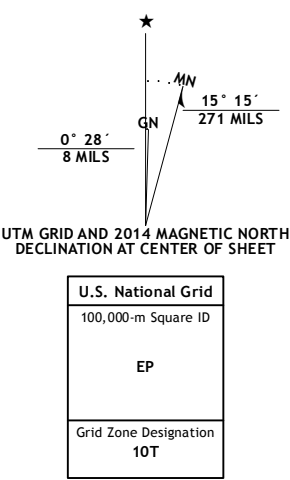 MN
GN
15° 15´
271 MILS
0° 28´
8 MILS
UTM GRID AND 2014 MAGNETIC NORTH
DECLINATION AT CENTER OF SHEET
U.S. National Grid
100,000-m Square ID
EP
Grid Zone Designation
10T